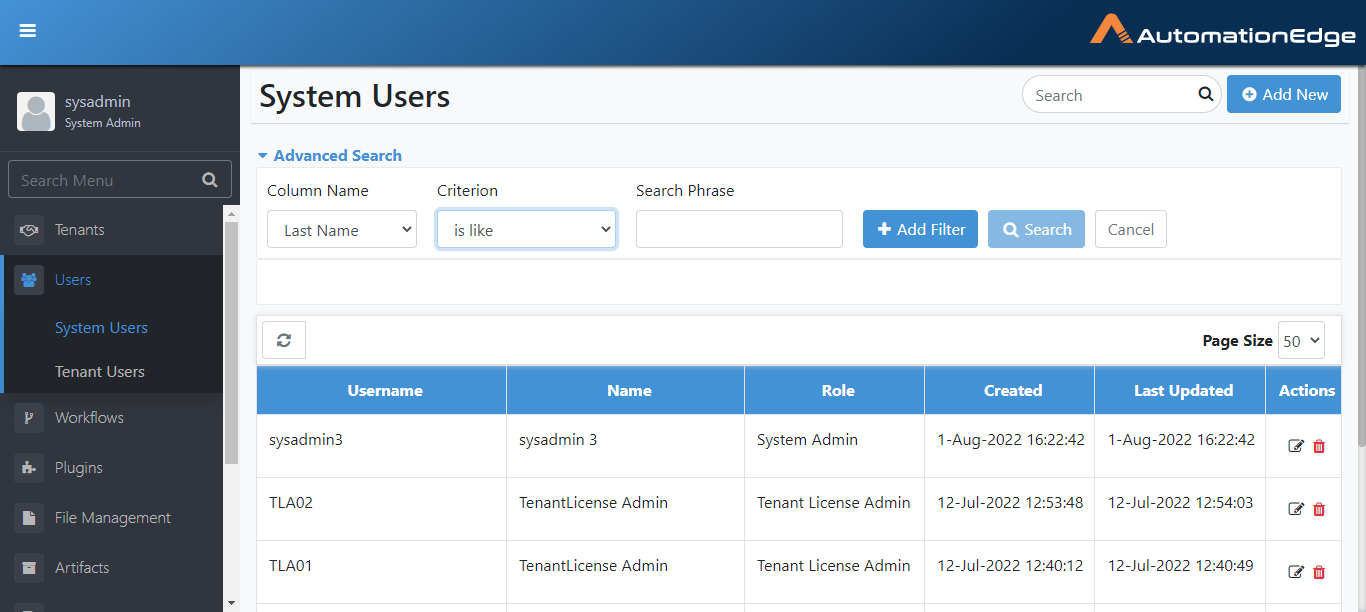 AutomationEdge
sysadmin
System Admin
Search Menu
Tenants
Users
System Users
Tenant Users
Workflows
Plugins
File Management
Artifacts
System Users
Search
Add New
Advanced Search
Column Name Criterion Search Phrase
Last Name is like Add Filter Search Cancel
Page Size 50
Username Name Role Created Last Updated Actions
sysadmin3 sysadmin 3 System Admin 1-Aug-2022 16:22:42 1-Aug-2022 16:22:42
TLA02 TenantLicense Admin Tenant License Admin 12-Jul-2022 12:53:48 12-Jul-2022 12:54:03
TLA01 TenantLicense Admin Tenant License Admin 12-Jul-2022 12:40:12 12-Jul-2022 12:40:49